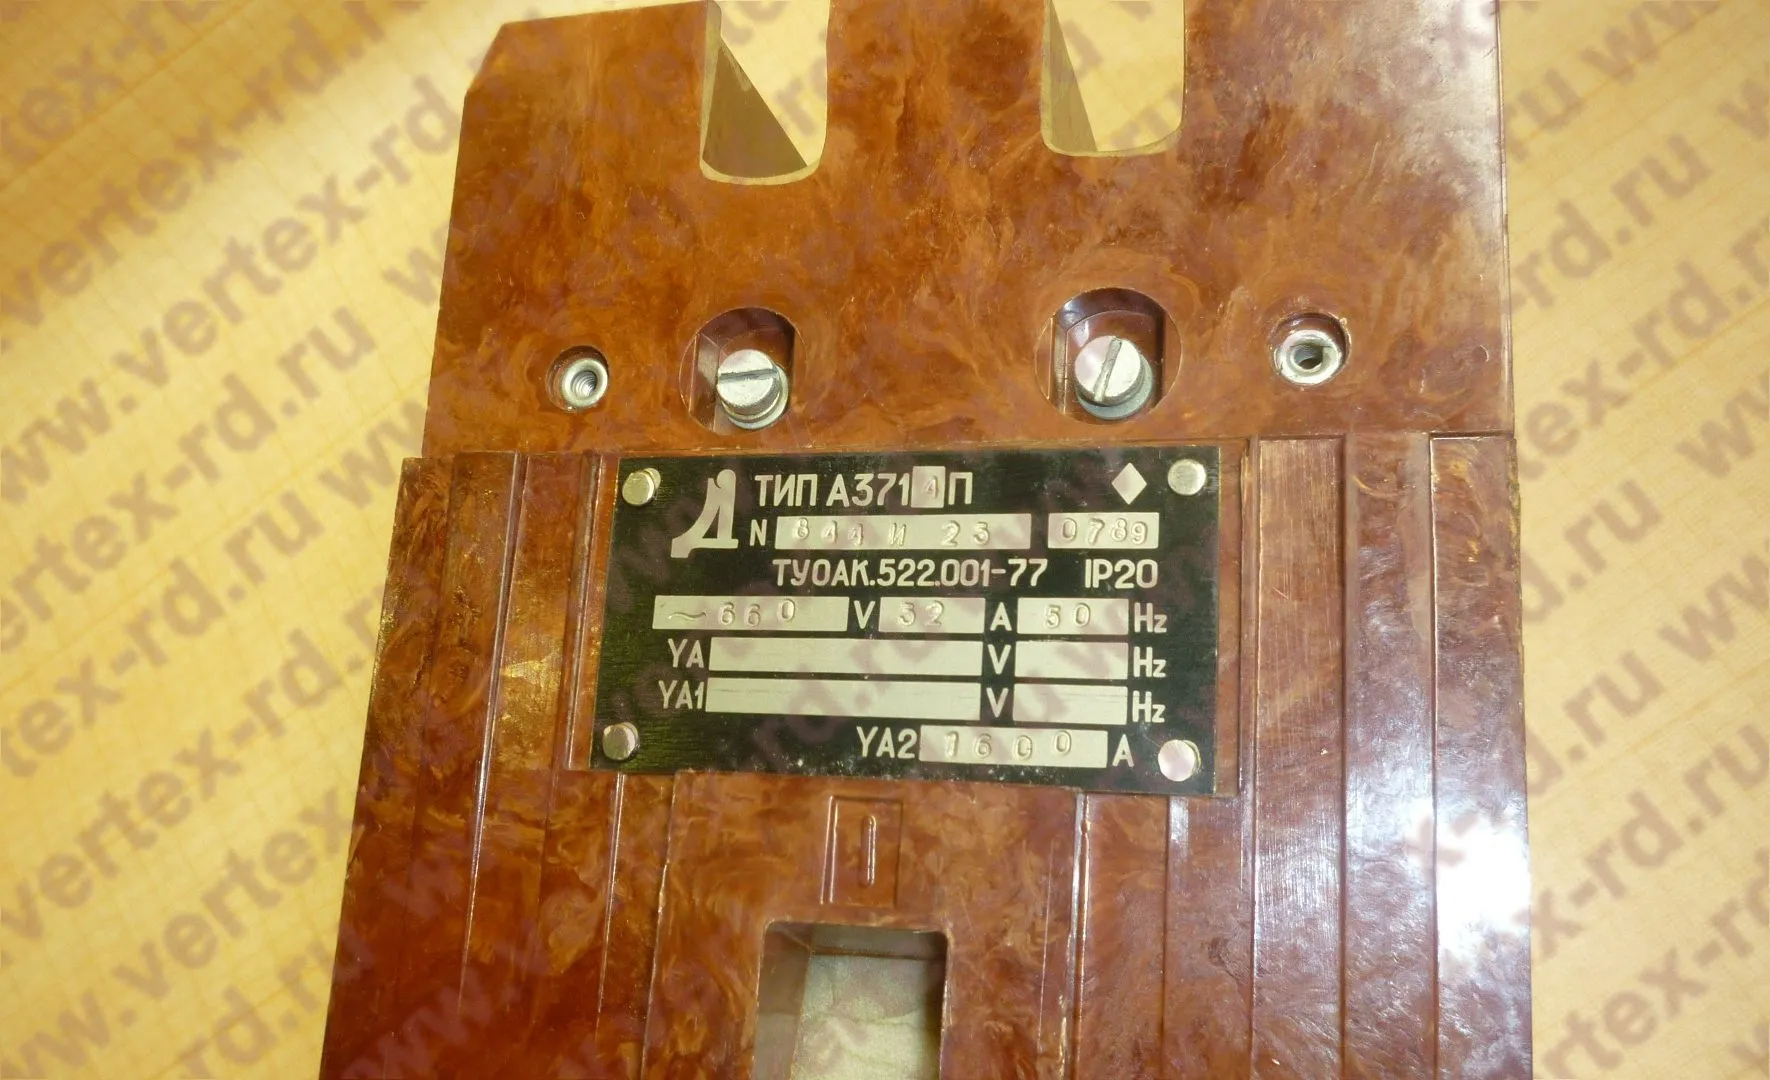 ТИП А3714П
N 844 И 23 0789
ТУОАК.522.001-77 IP20
~660 V 32 A 50 Hz
YA V Hz
YA1 V Hz
YA2 1600 A
I
www.vertex-rd.ru